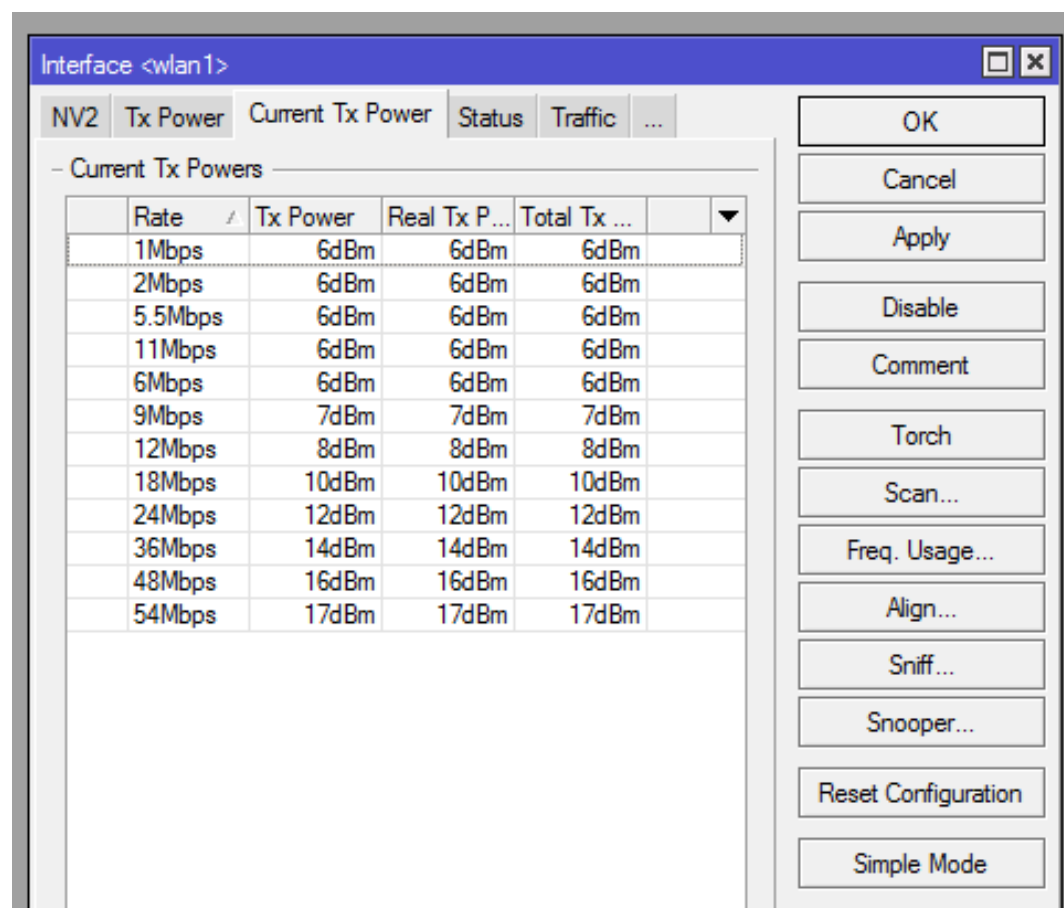 Interface <wlan1>
NV2 Tx Power Current Tx Power Status Traffic ...
Current Tx Powers
Rate Tx Power Real Tx P... Total Tx ...
1Mbps 6dBm 6dBm 6dBm
2Mbps 6dBm 6dBm 6dBm
5.5Mbps 6dBm 6dBm 6dBm
11Mbps 6dBm 6dBm 6dBm
6Mbps 6dBm 6dBm 6dBm
9Mbps 7dBm 7dBm 7dBm
12Mbps 8dBm 8dBm 8dBm
18Mbps 10dBm 10dBm 10dBm
24Mbps 12dBm 12dBm 12dBm
36Mbps 14dBm 14dBm 14dBm
48Mbps 16dBm 16dBm 16dBm
54Mbps 17dBm 17dBm 17dBm
OK
Cancel
Apply
Disable
Comment
Torch
Scan...
Freq. Usage...
Align...
Sniff...
Snooper...
Reset Configuration
Simple Mode